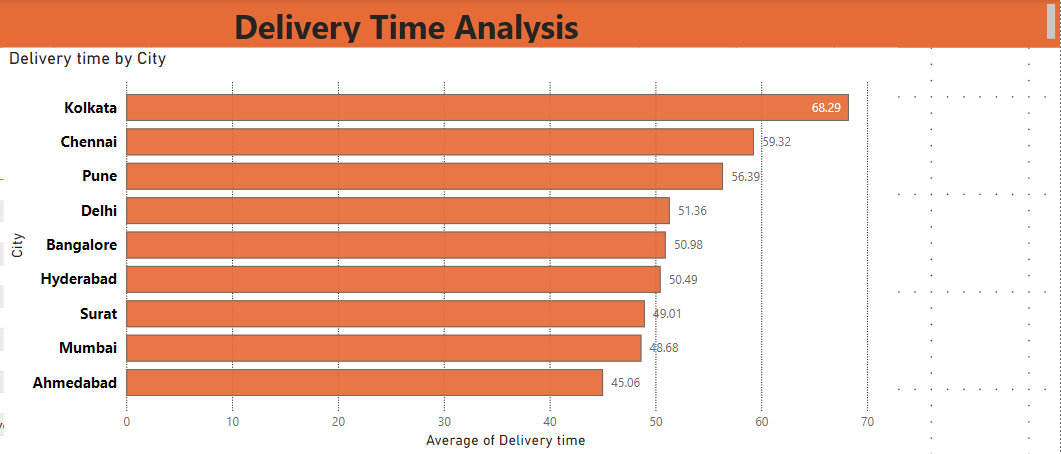 Delivery Time Analysis
Delivery time by City
City
Kolkata 68.29
Chennai 59.32
Pune 56.39
Delhi 51.36
Bangalore 50.98
Hyderabad 50.49
Surat 49.01
Mumbai 48.68
Ahmedabad 45.06
0 10 20 30 40 50 60 70
Average of Delivery time